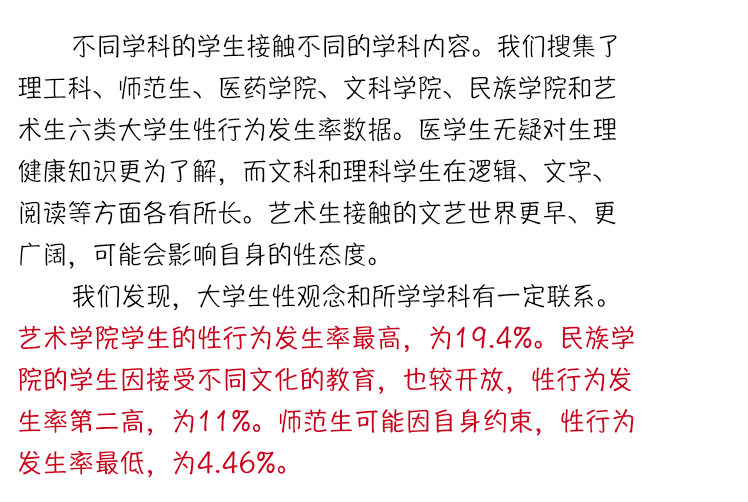 不同学科的学生接触不同的学科内容。我们搜集了
理工科、师范生、医药学院、文科学院、民族学院和艺
术生六类大学生性行为发生率数据。医学生无疑对生理
健康知识更为了解，而文科和理科学生在逻辑、文字、
阅读等方面各有所长。艺术生接触的文艺世界更早、更
广阔，可能会影响自身的性态度。
我们发现，大学生性观念和所学学科有一定联系。
艺术学院学生的性行为发生率最高，为19.4%。民族学
院的学生因接受不同文化的教育，也较开放，性行为发
生率第二高，为11%。师范生可能因自身约束，性行为
发生率最低，为4.46%。